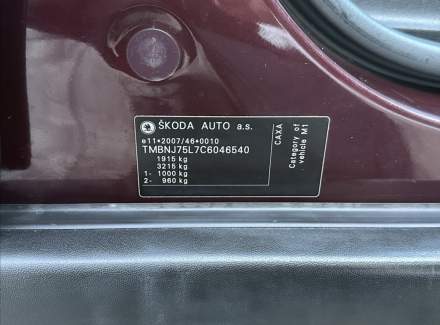 ŠKODA AUTO a.s.
e11*2007/46*0010
TMBNJ75L7C6046540
1915 kg
3215 kg
1- 1000 kg
2- 960 kg
CAXA
Category of
vehicle M1